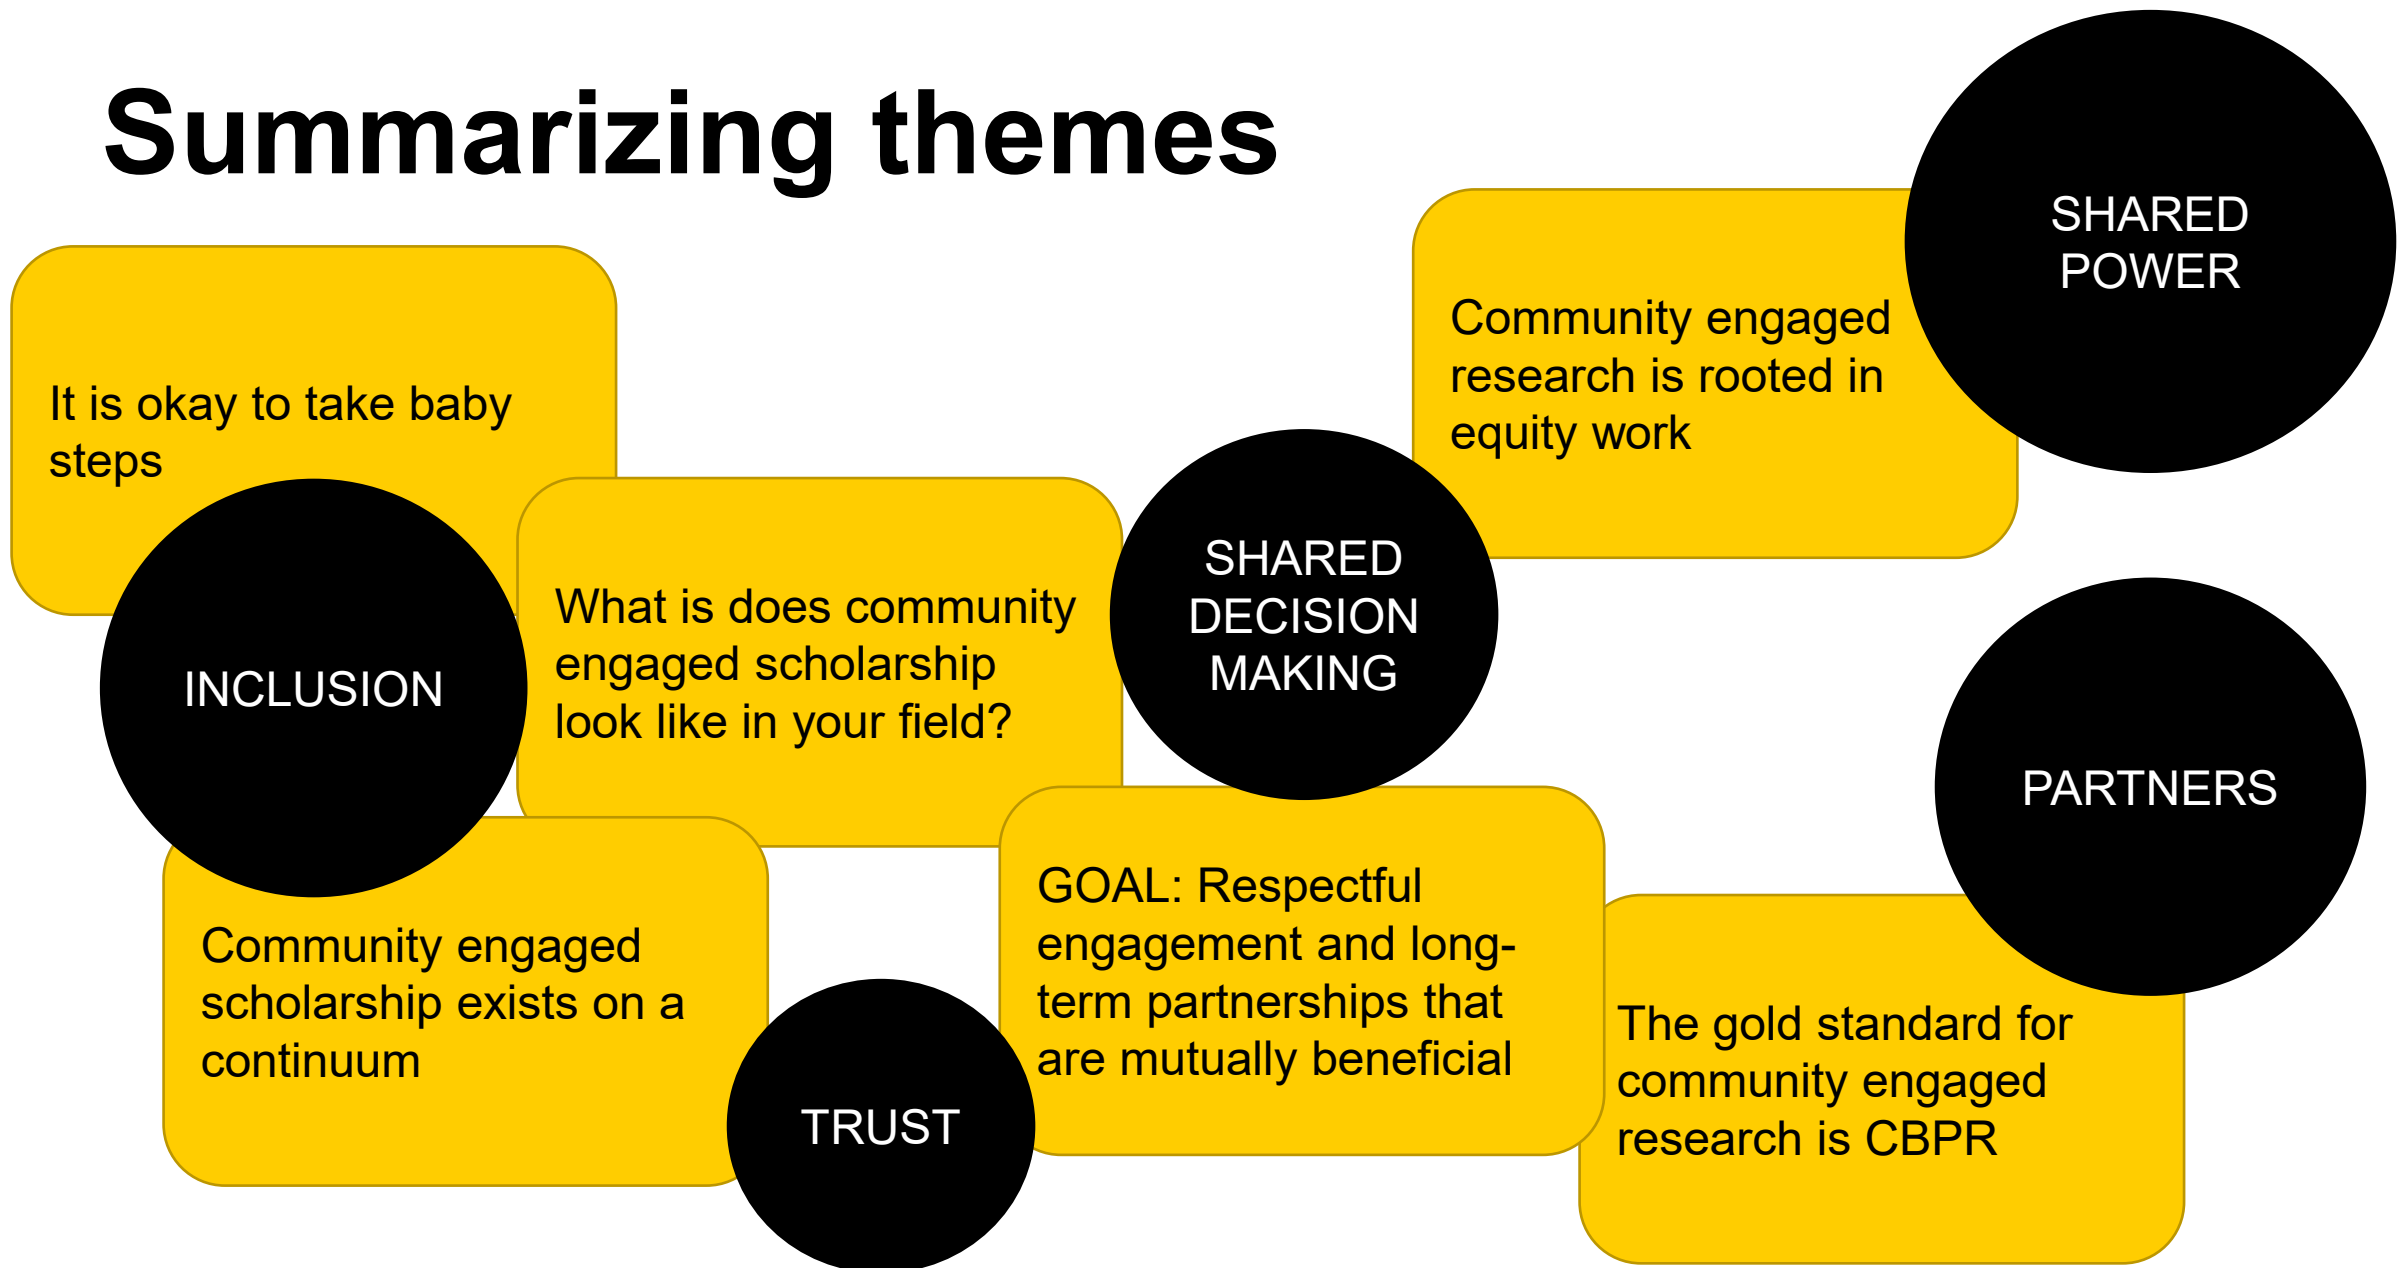 Summarizing themes
It is okay to take baby
steps
INCLUSION
What is does community
engaged scholarship
look like in your field?
Community engaged
scholarship exists on a
continuum
TRUST
SHARED
DECISION
MAKING
GOAL: Respectful
engagement and long-
term partnerships that
are mutually beneficial
Community engaged
research is rooted in
equity work
SHARED
POWER
PARTNERS
The gold standard for
community engaged
research is CBPR